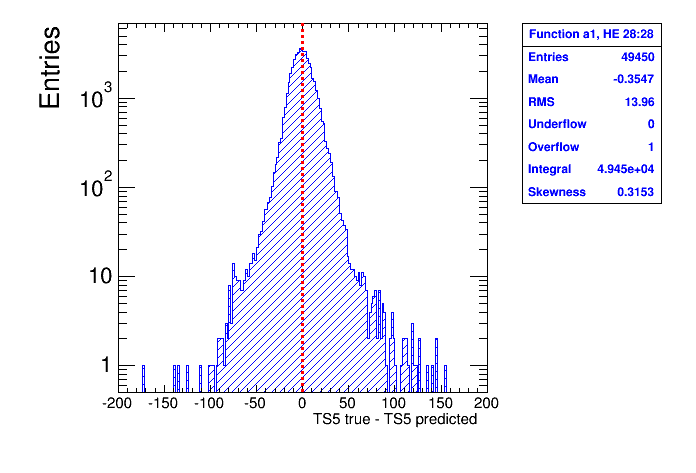 Entries
10³
10²
10
1
-200 -150 -100 -50 0 50 100 150 200
TS5 true - TS5 predicted
Function a1, HE 28:28
Entries 49450
Mean -0.3547
RMS 13.96
Underflow 0
Overflow 1
Integral 4.945e+04
Skewness 0.3153